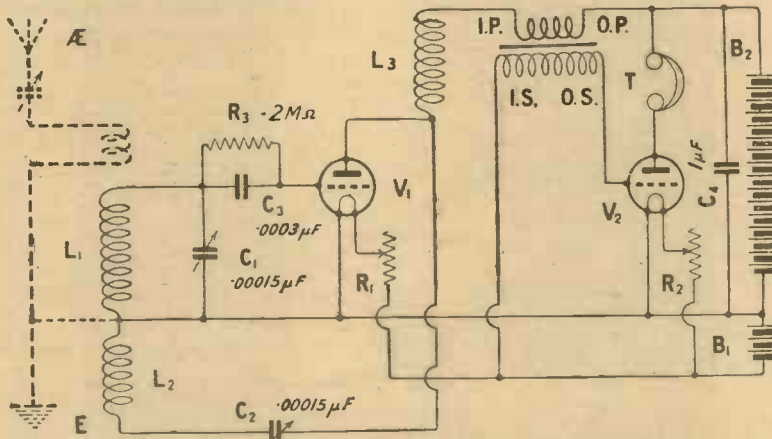 Æ
I.P. O.P.
B2
L3
I.S. O.S.
T
R3 ·2MΩ
V1
1μF
C4
C3
·0003μF
V2
L1
C1
·00015μF
R1
R2
B1
L2
C2 ·00015μF
E